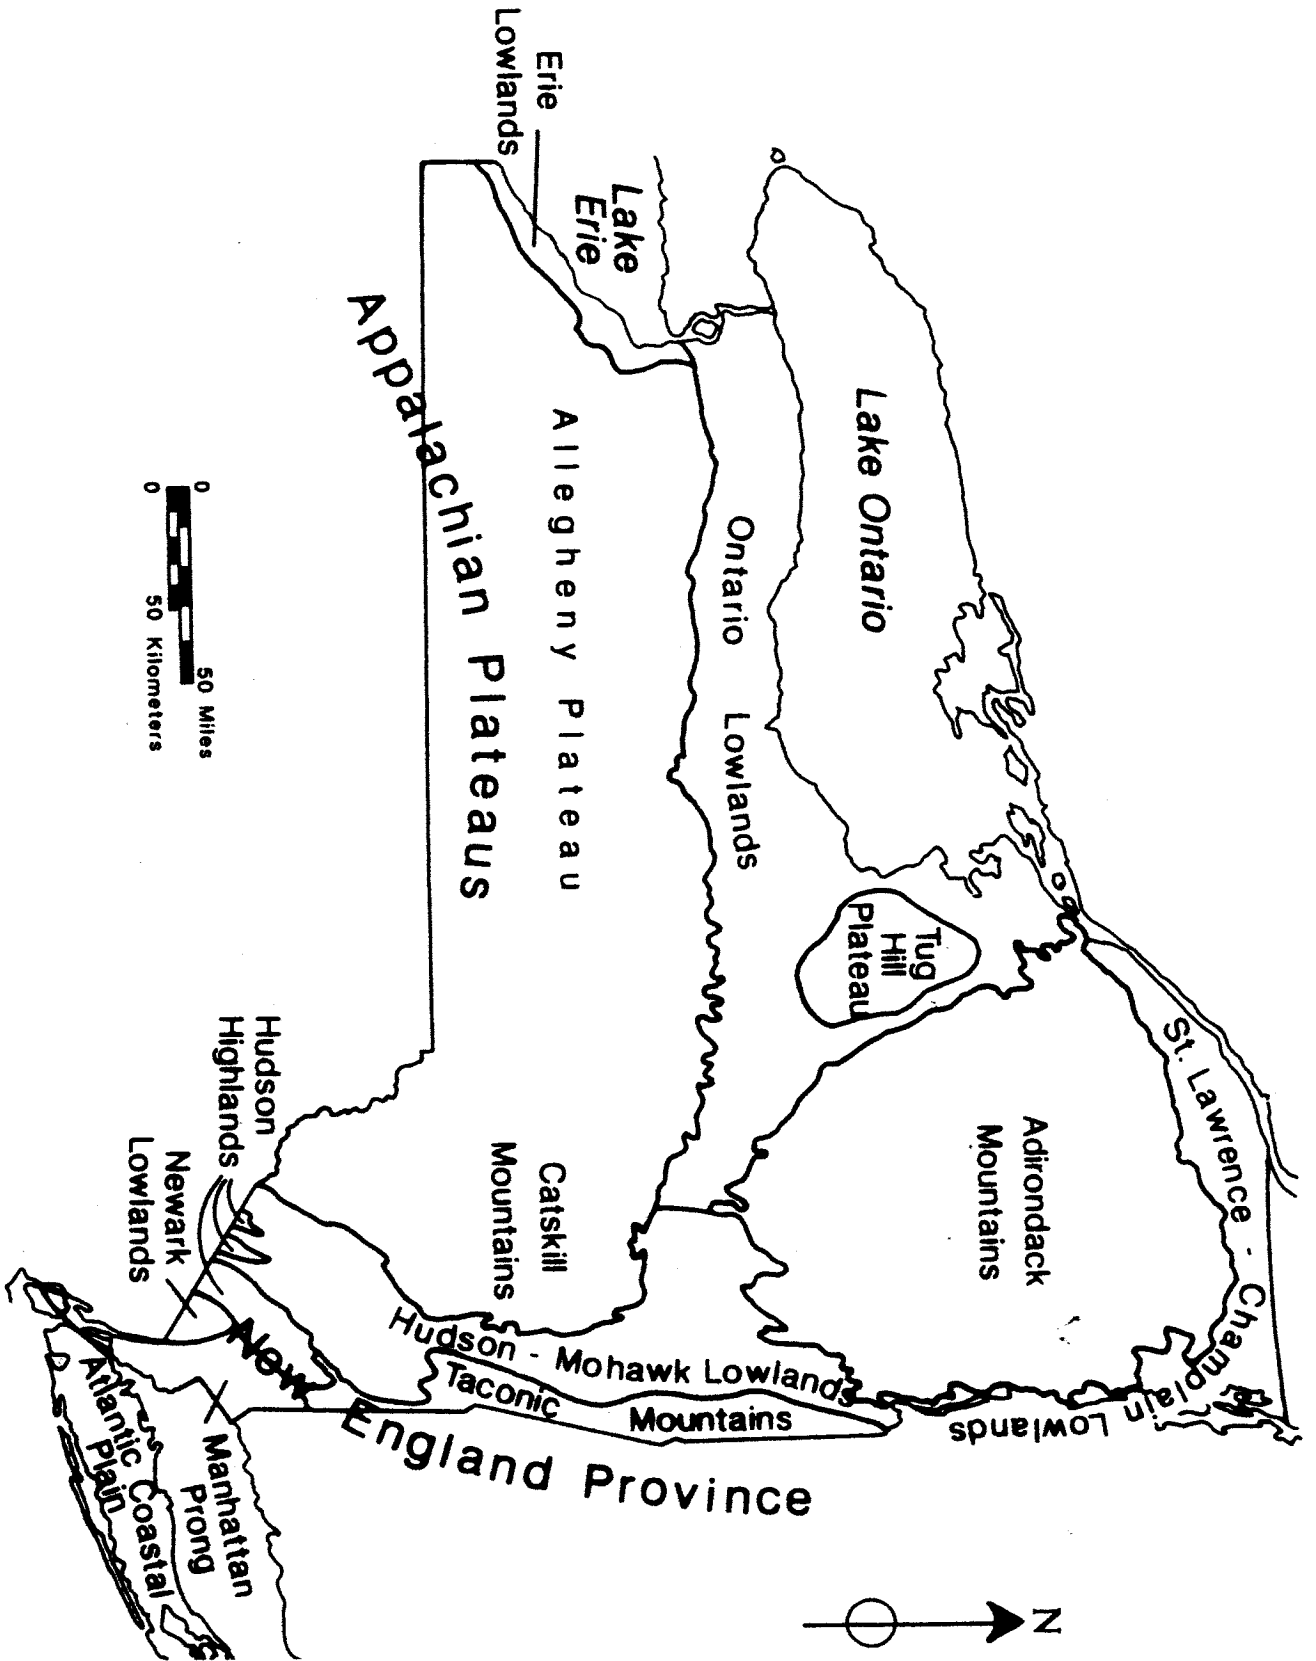 Lake Ontario
St. Lawrence - Champlain Lowlands
Adirondack
Mountains
Tug
Hill
Plateau
N
Lake
Erie
Erie
Lowlands
Ontario Lowlands
Allegheny Plateau
Appalachian Plateaus
Catskill
Mountains
Hudson - Mohawk Lowlands
Taconic Mountains
New England Province
Hudson
Highlands
Newark
Lowlands
Manhattan
Prong
Atlantic Coastal
Plain
0 50 Miles
0 50 Kilometers